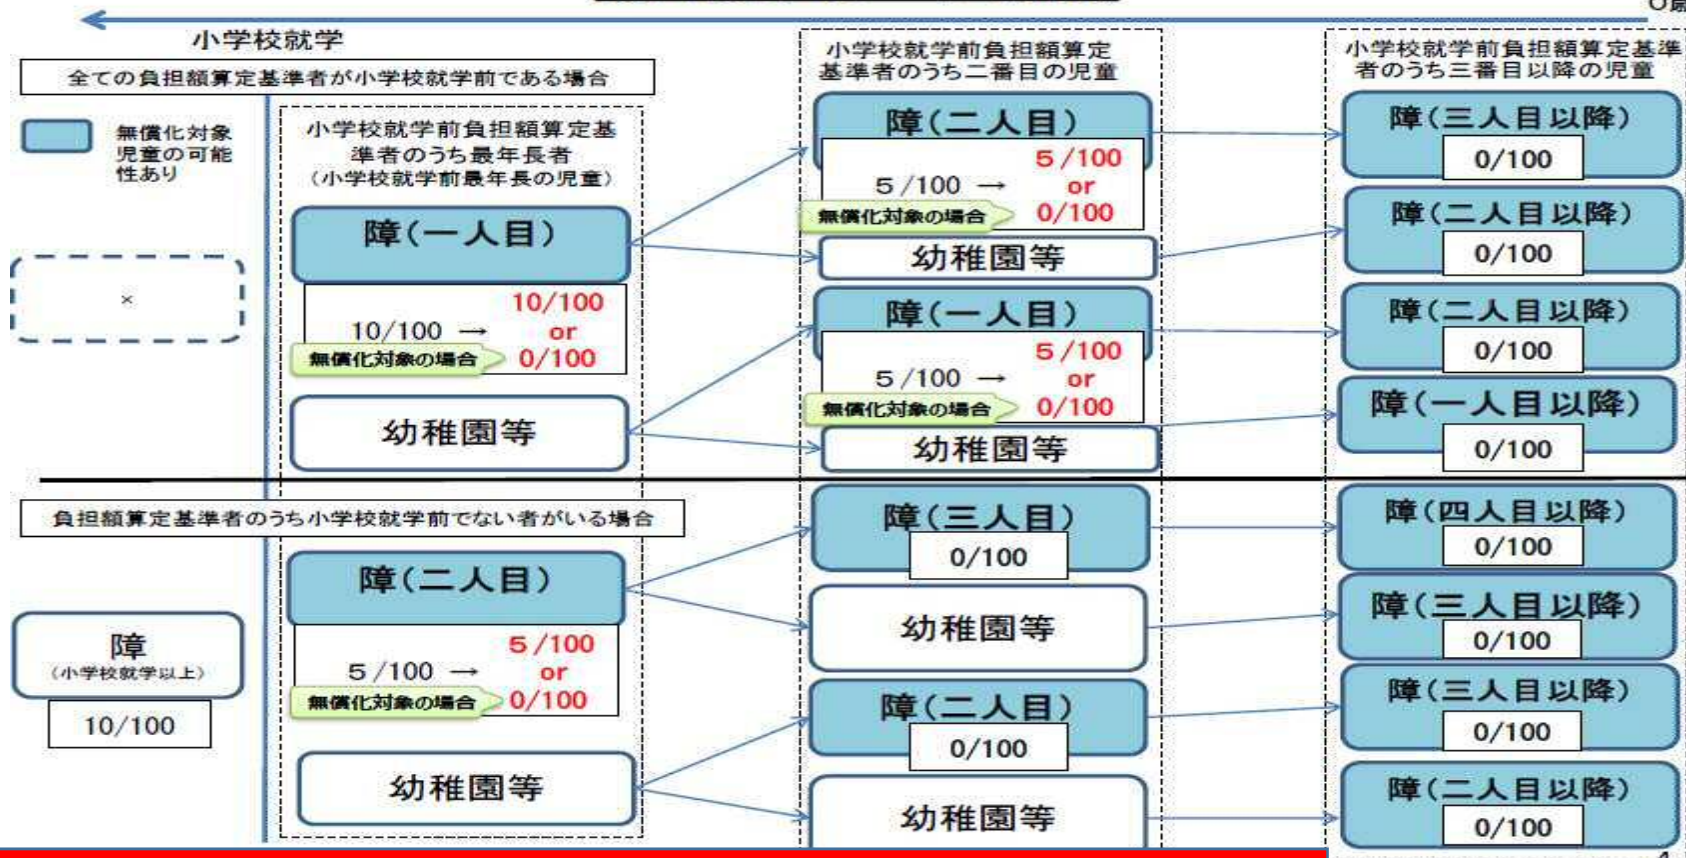 小学校就学
全ての負担額算定基準者が小学校就学前である場合
無償化対象
児童の可能
性あり
×
小学校就学前負担額算定基
準者のうち最年長者
（小学校就学前最年長の児童）
障(一人目)
10/100 →
10/100
or
0/100
無償化対象の場合
幼稚園等
小学校就学前負担額算定
基準者のうち二番目の児童
障(二人目)
5/100 →
5/100
or
0/100
無償化対象の場合
幼稚園等
障(一人目)
5/100 →
5/100
or
0/100
無償化対象の場合
幼稚園等
小学校就学前負担額算定基準
者のうち三番目以降の児童
障(三人目以降)
0/100
障(二人目以降)
0/100
障(二人目以降)
0/100
障(一人目以降)
0/100
負担額算定基準者のうち小学校就学前でない者がいる場合
障
(小学校就学以上)
10/100
障(二人目)
5/100 →
5/100
or
0/100
無償化対象の場合
幼稚園等
障(三人目)
0/100
幼稚園等
障(二人目)
0/100
幼稚園等
障(四人目以降)
0/100
障(三人目以降)
0/100
障(三人目以降)
0/100
障(二人目以降)
0/100